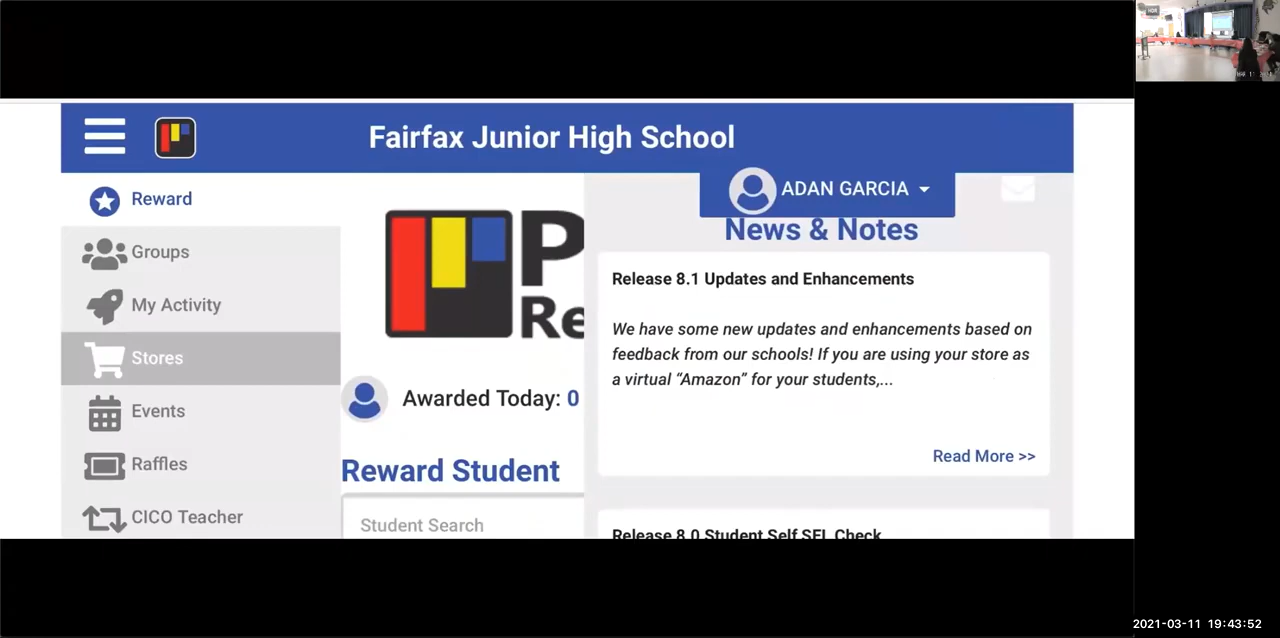 Fairfax Junior High School
ADAN GARCIA
Reward
Groups
My Activity
Stores
Events
Raffles
CICO Teacher
P
Re
Awarded Today: 0
Reward Student
Student Search
News & Notes
Release 8.1 Updates and Enhancements
We have some new updates and enhancements based on
feedback from our schools! If you are using your store as
a virtual “Amazon” for your students,...
Read More >>
Release 8.0 Student Self SEL Check
2021-03-11 19:43:52